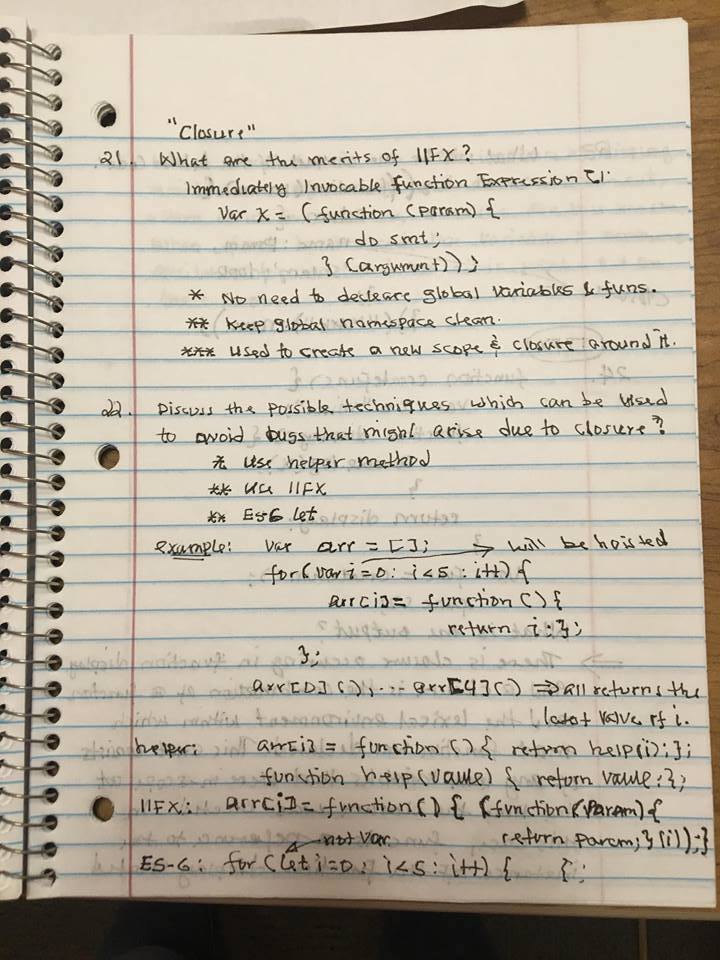 "Closure"
21. What are the merits of IIFX?
Immediately Invocable Function Expression
Var x = (function (param) {
do smt;
} (argument));
* No need to decleare global variables & funs.
** Keep global namespace clean.
*** Used to create a new scope & closure around it.
22. Discuss the possible techniques which can be used
to avoid bugs that might arise due to closure?
* Use helper method
** Use IIFX
** ES-6 let
example: Var arr = []; → will be hoisted
for(var i=0; i<5; i++) {
arr[i]= function () {
return i;};
};
arr[0](), ... arr[4]() ⇒ all returns the
last value of i.
helper: arr[i] = function () { return help(i);};
function help(value) { return value;};
IIFX: arr[i] = function() { (function(param){
return param;}(i));}
not var
ES-6: for (let i=0; i<5; i++) { };